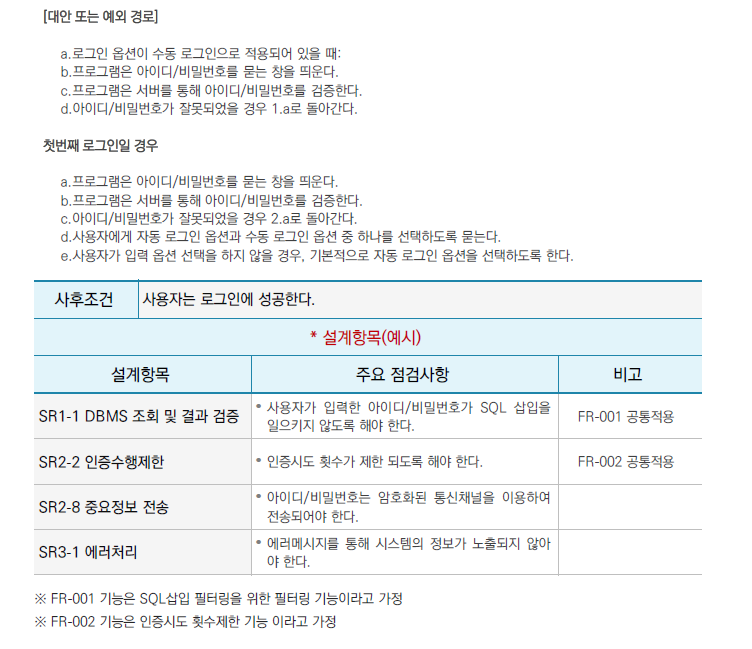 [대안 또는 예외 경로]
a.로그인 옵션이 수동 로그인으로 적용되어 있을 때:
b.프로그램은 아이디/비밀번호를 묻는 창을 띄운다.
c.프로그램은 서버를 통해 아이디/비밀번호를 검증한다.
d.아이디/비밀번호가 잘못되었을 경우 1.a로 돌아간다.
첫번째 로그인일 경우
a.프로그램은 아이디/비밀번호를 묻는 창을 띄운다.
b.프로그램은 서버를 통해 아이디/비밀번호를 검증한다.
c.아이디/비밀번호가 잘못되었을 경우 2.a로 돌아간다.
d.사용자에게 자동 로그인 옵션과 수동 로그인 옵션 중 하나를 선택하도록 묻는다.
e.사용자가 입력 옵션 선택을 하지 않을 경우, 기본적으로 자동 로그인 옵션을 선택하도록 한다.
사후조건 사용자는 로그인에 성공한다.
* 설계항목(예시)
설계항목 주요 점검사항 비고
SR1-1 DBMS 조회 및 결과 검증 • 사용자가 입력한 아이디/비밀번호가 SQL 삽입을 FR-001 공통적용
일으키지 않도록 해야 한다.
SR2-2 인증수행제한 • 인증시도 횟수가 제한 되도록 해야 한다. FR-002 공통적용
SR2-8 중요정보 전송 • 아이디/비밀번호는 암호화된 통신채널을 이용하여
전송되어야 한다.
SR3-1 에러처리 • 에러메시지를 통해 시스템의 정보가 노출되지 않아
야 한다.
※ FR-001 기능은 SQL삽입 필터링을 위한 필터링 기능이라고 가정
※ FR-002 기능은 인증시도 횟수제한 기능 이라고 가정